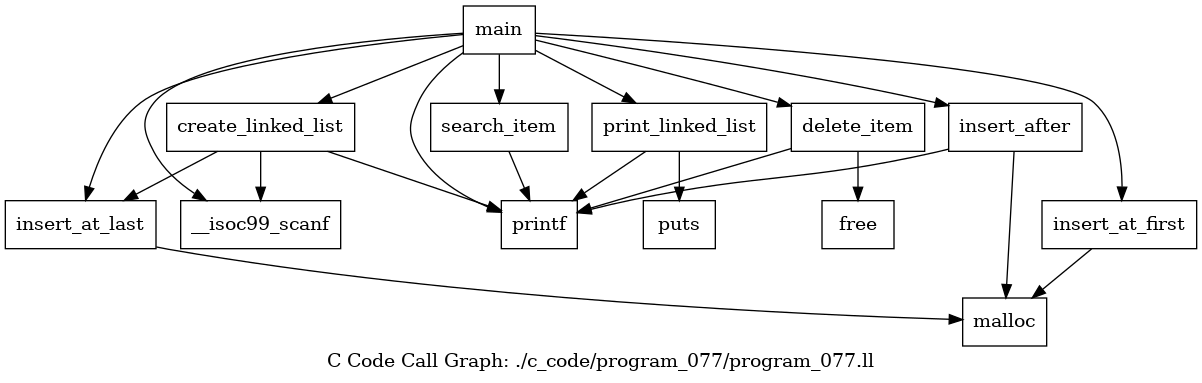 main
create_linked_list
search_item
print_linked_list
delete_item
insert_after
insert_at_last
__isoc99_scanf
printf
puts
free
insert_at_first
malloc
C Code Call Graph: ./c_code/program_077/program_077.ll